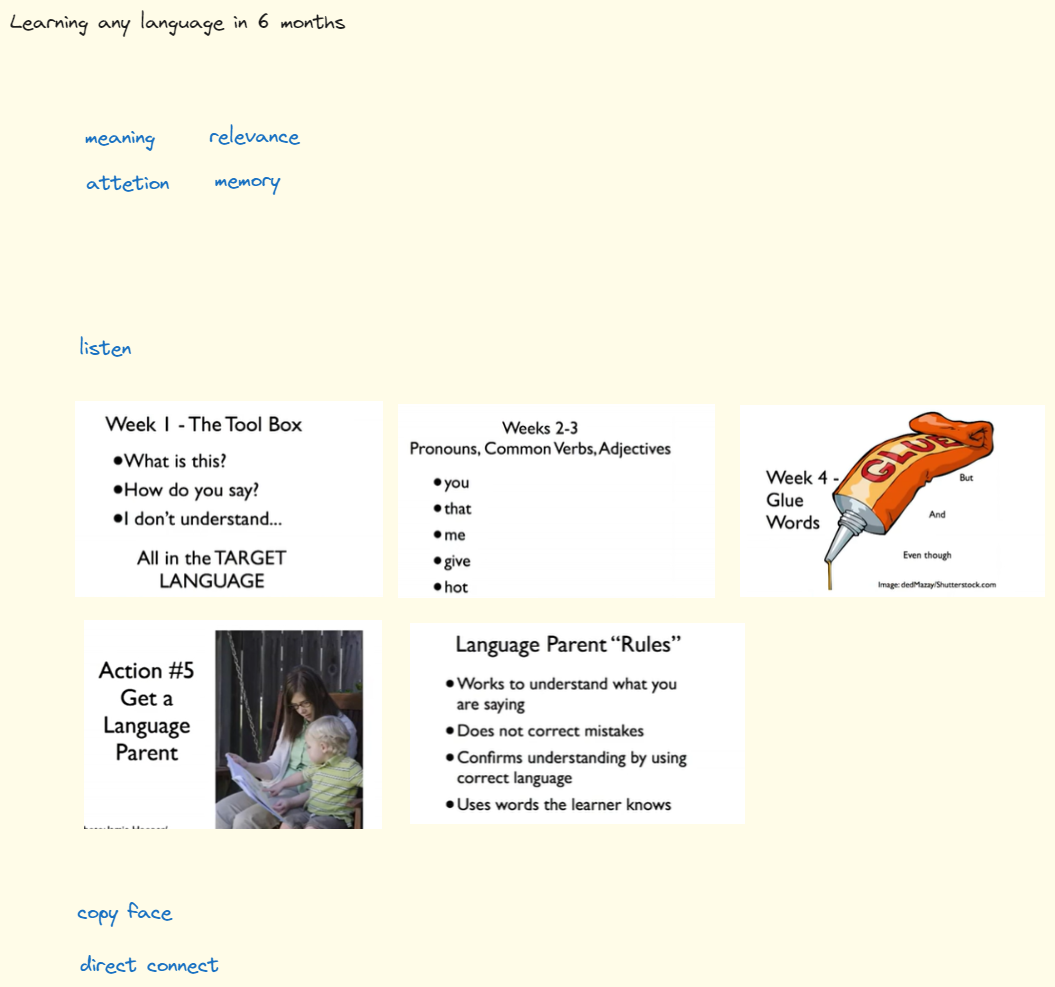 Learning any language in 6 months
meaning relevance
attetion memory
listen
Week 1 - The Tool Box
•What is this?
•How do you say?
•I don't understand...
All in the TARGET
LANGUAGE
Weeks 2-3
Pronouns, Common Verbs, Adjectives
•you
•that
•me
•give
•hot
Week 4 -
Glue
Words
GLUE
But
And
Even though
Image: dedMazay/Shutterstock.com
Action #5
Get a
Language
Parent
Language Parent “Rules”
•Works to understand what you
are saying
•Does not correct mistakes
•Confirms understanding by using
correct language
•Uses words the learner knows
copy face
direct connect